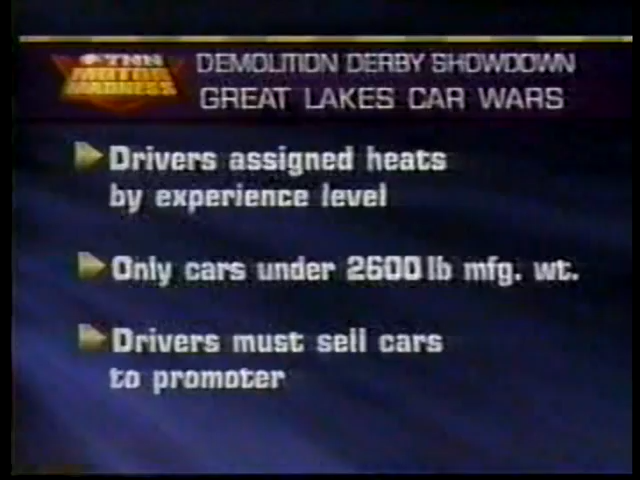 TNN
MOTOR
MADNESS
DEMOLITION DERBY SHOWDOWN
GREAT LAKES CAR WARS
Drivers assigned heats
by experience level
Only cars under 2600 lb mfg. wt.
Drivers must sell cars
to promoter